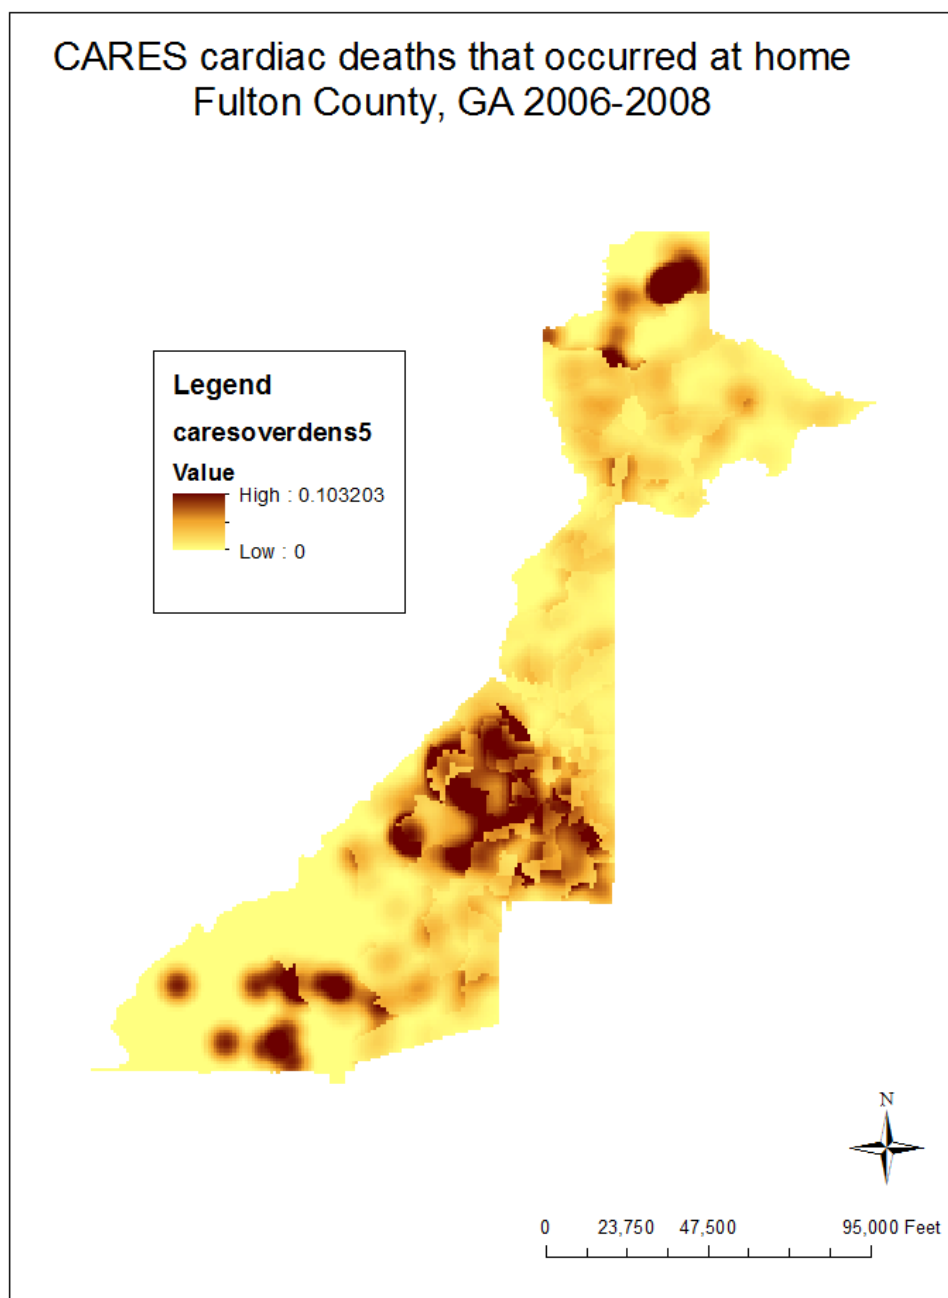 CARES cardiac deaths that occurred at home
Fulton County, GA 2006-2008
Legend
caresoverdens5
Value
High : 0.103203
Low : 0
N
0 23,750 47,500 95,000 Feet